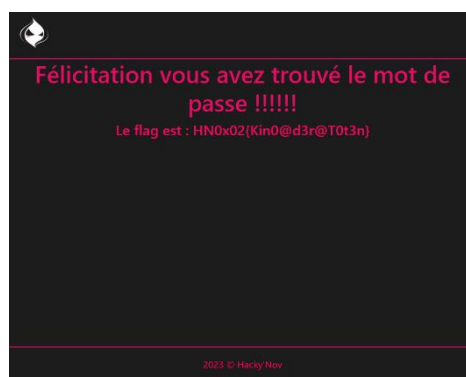 Félicitation vous avez trouvé le mot de
passe !!!!!!
Le flag est : HN0x02{Kin0@d3r@T0t3n}
2023 © Hacky'Nov